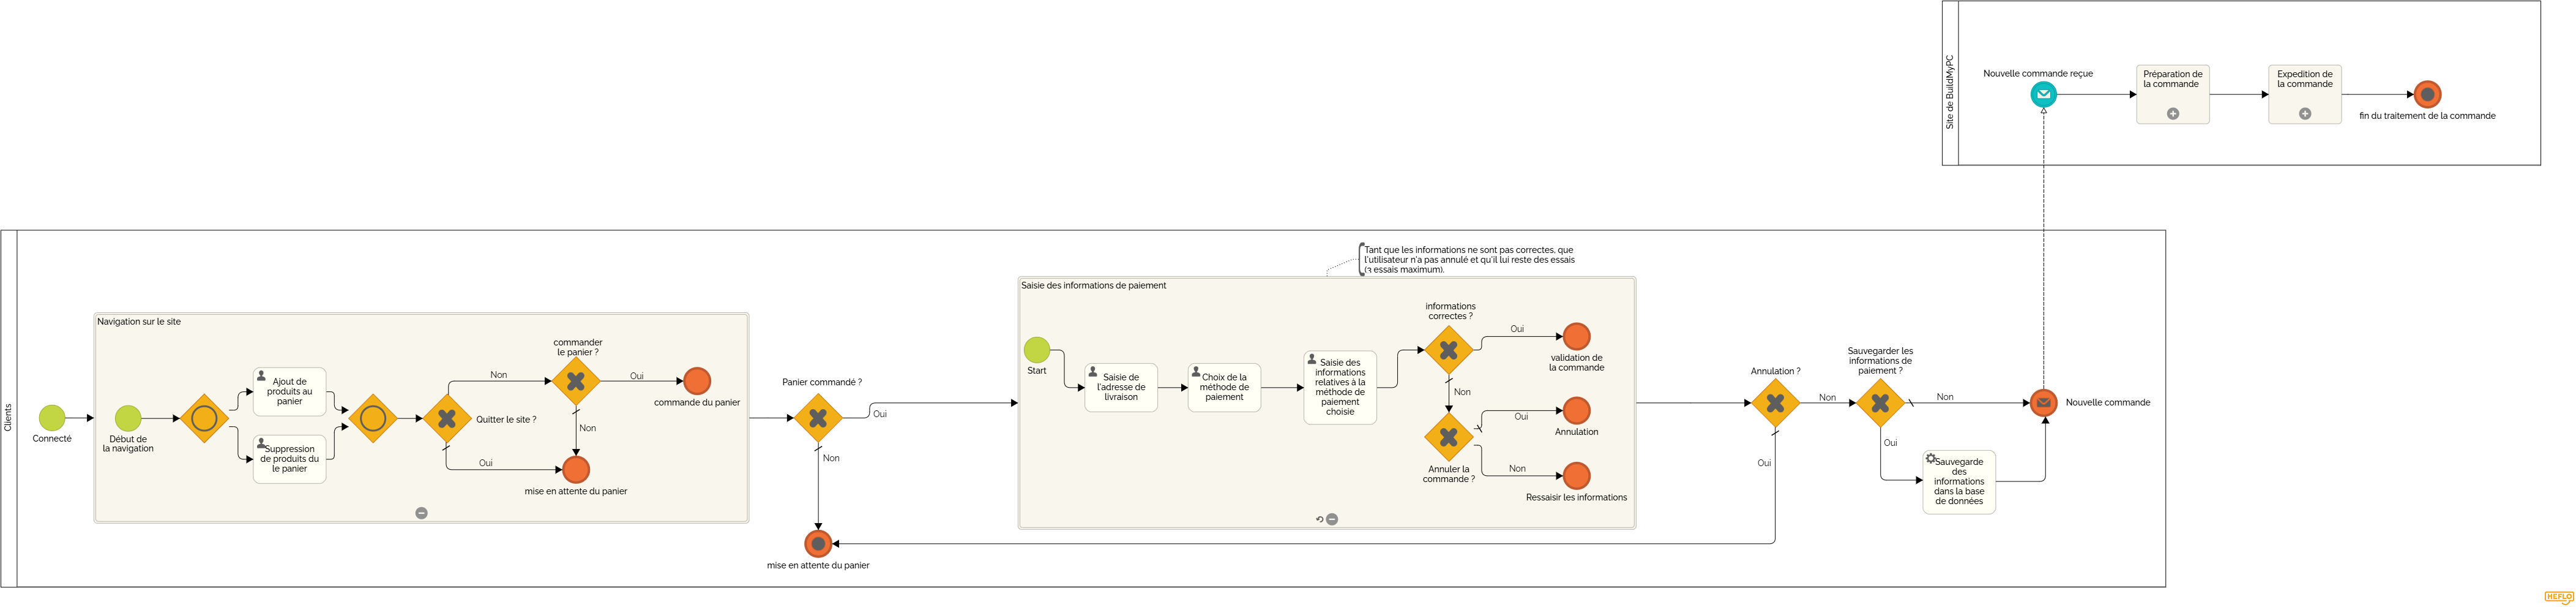 Site de BuildMyPC
Nouvelle commande reçue
Préparation de
la commande
Expedition de
la commande
fin du traitement de la commande
Clients
Connecté
Navigation sur le site
Début de
la navigation
Ajout de
produits au
panier
Suppression
de produits du
le panier
Quitter le site ?
Non
Oui
commander
le panier ?
Oui
Non
commande du panier
mise en attente du panier
Panier commandé ?
Oui
Non
mise en attente du panier
Tant que les informations ne sont pas correctes, que
l'utilisateur n'a pas annulé et qu'il lui reste des essais
(3 essais maximum).
Saisie des informations de paiement
Start
Saisie de
l'adresse de
livraison
Choix de la
méthode de
paiement
Saisie des
informations
relatives à la
méthode de
paiement
choisie
informations
correctes ?
Oui
Non
validation de
la commande
Oui
Annulation
Annuler la
commande ?
Non
Ressaisir les informations
Annulation ?
Non
Oui
Sauvegarder les
informations de
paiement ?
Non
Oui
Sauvegarde
des
informations
dans la base
de données
Nouvelle commande
HEFLO